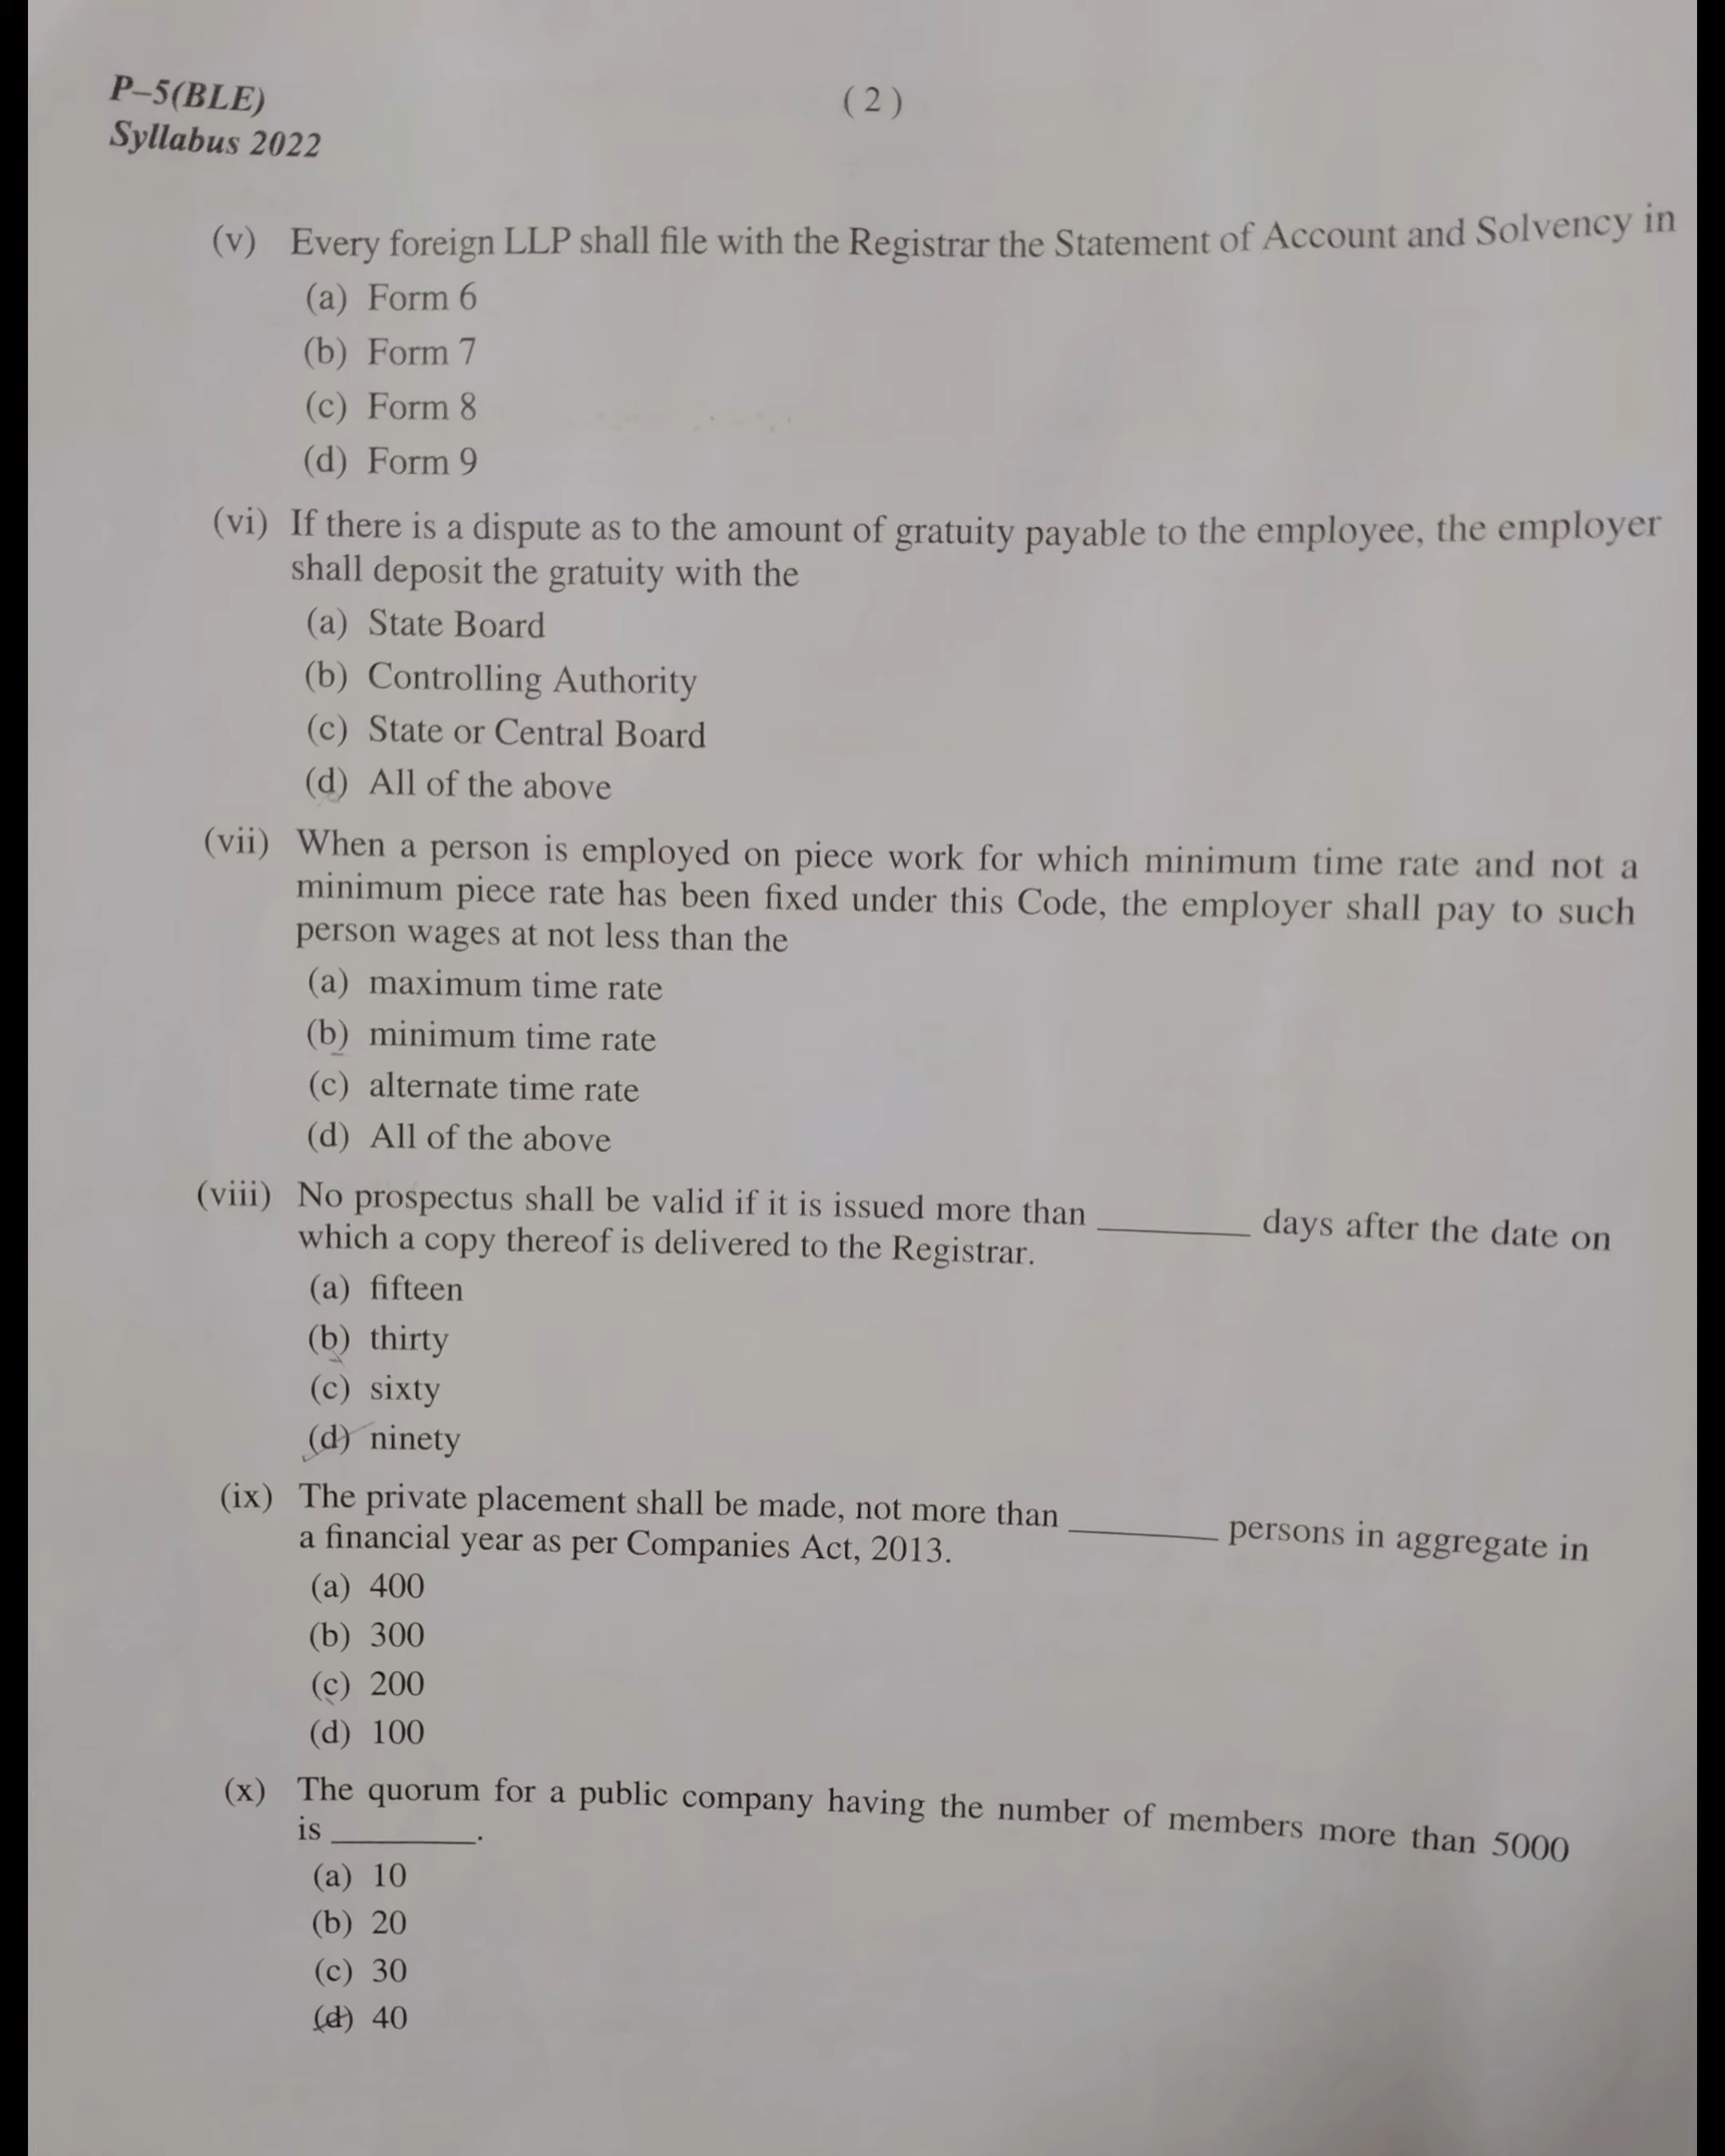 P–5(BLE)
(2)
Syllabus 2022
(v) Every foreign LLP shall file with the Registrar the Statement of Account and Solvency in
(a) Form 6
(b) Form 7
(c) Form 8
(d) Form 9
(vi) If there is a dispute as to the amount of gratuity payable to the employee, the employer
shall deposit the gratuity with the
(a) State Board
(b) Controlling Authority
(c) State or Central Board
(d) All of the above
(vii) When a person is employed on piece work for which minimum time rate and not a
minimum piece rate has been fixed under this Code, the employer shall pay to such
person wages at not less than the
(a) maximum time rate
(b) minimum time rate
(c) alternate time rate
(d) All of the above
(viii) No prospectus shall be valid if it is issued more than ________ days after the date on
which a copy thereof is delivered to the Registrar.
(a) fifteen
(b) thirty
(c) sixty
(d) ninety
(ix) The private placement shall be made, not more than ________ persons in aggregate in
a financial year as per Companies Act, 2013.
(a) 400
(b) 300
(c) 200
(d) 100
(x) The quorum for a public company having the number of members more than 5000
is ________.
(a) 10
(b) 20
(c) 30
(d) 40